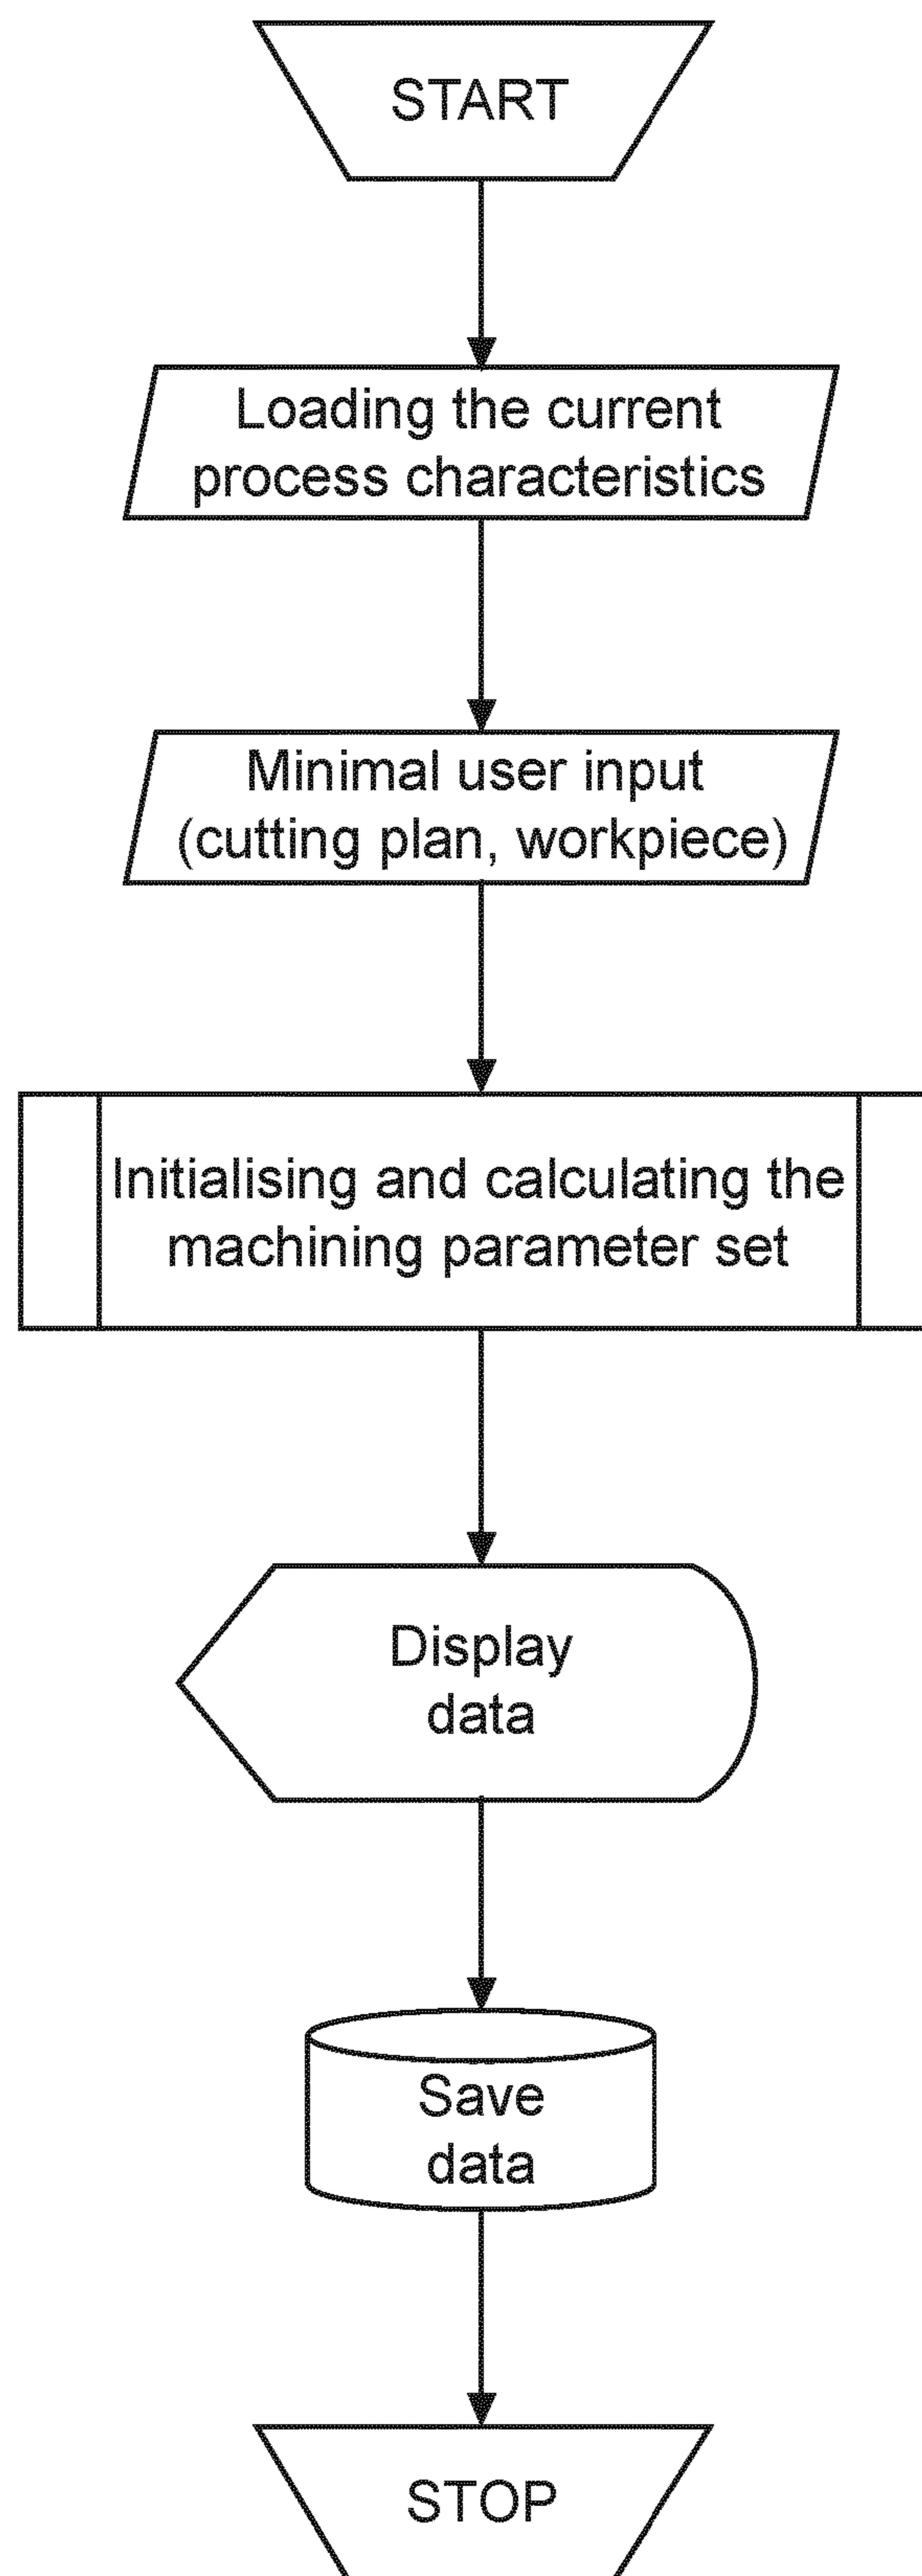 START
Loading the current
process characteristics
Minimal user input
(cutting plan, workpiece)
Initialising and calculating the
machining parameter set
Display
data
Save
data
STOP